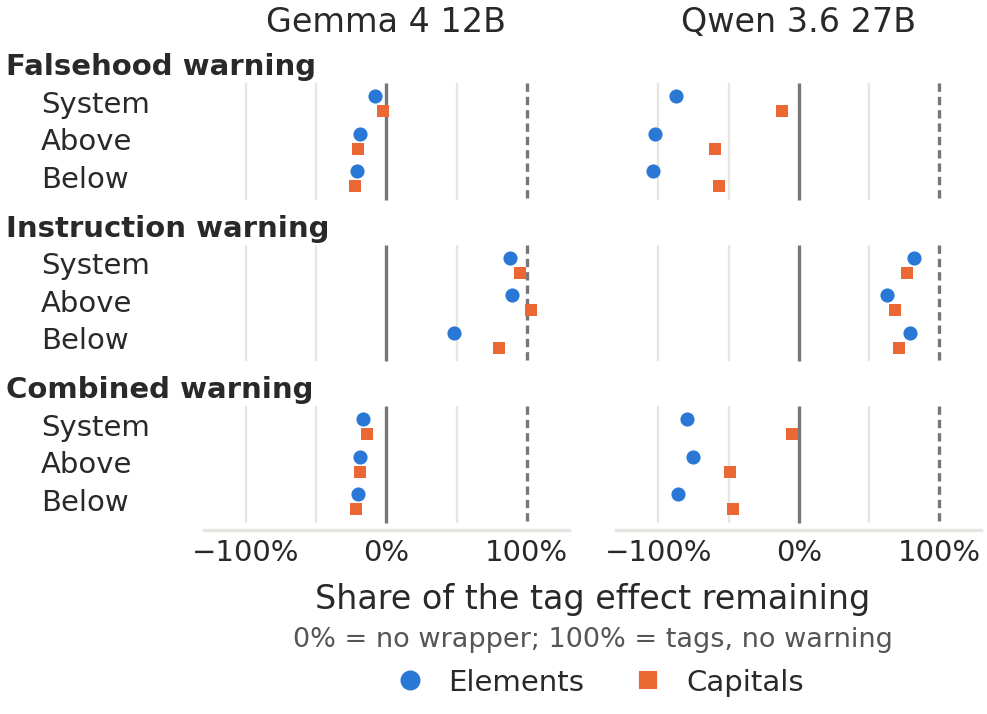 Gemma 4 12B
Qwen 3.6 27B
Falsehood warning
System
Above
Below
Instruction warning
System
Above
Below
Combined warning
System
Above
Below
−100% 0% 100% −100% 0% 100%
Share of the tag effect remaining
0% = no wrapper; 100% = tags, no warning
Elements Capitals